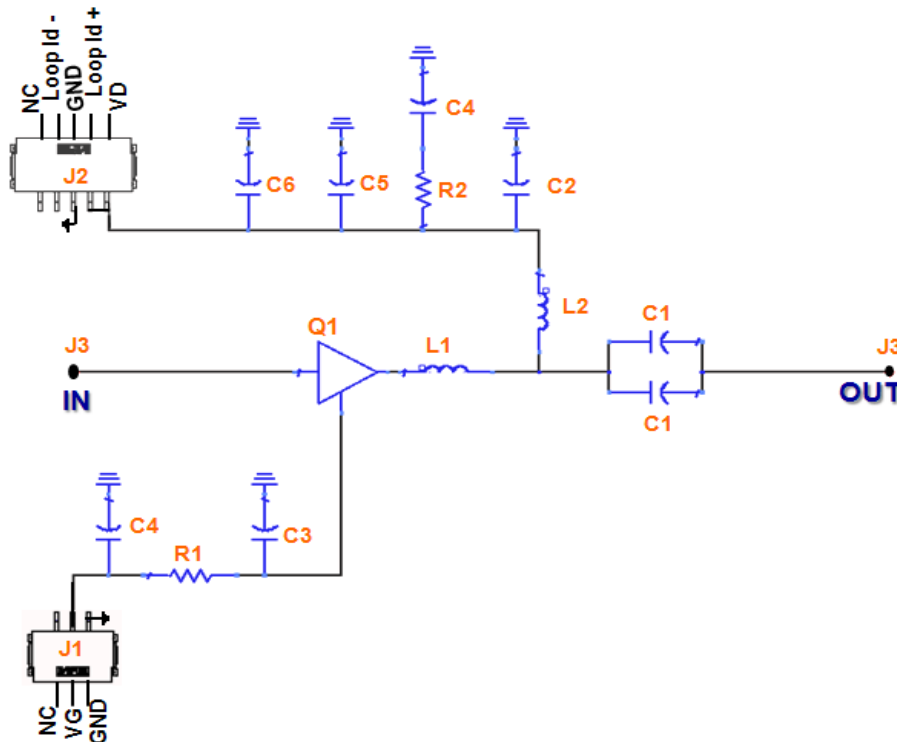 NC
Loop Id -
GND
Loop Id +
VD
J2
C4
C6
C5
R2
C2
L2
Q1
L1
C1
J3
IN
J3
OUT
C1
C4
R1
C3
J1
NC
VG
GND